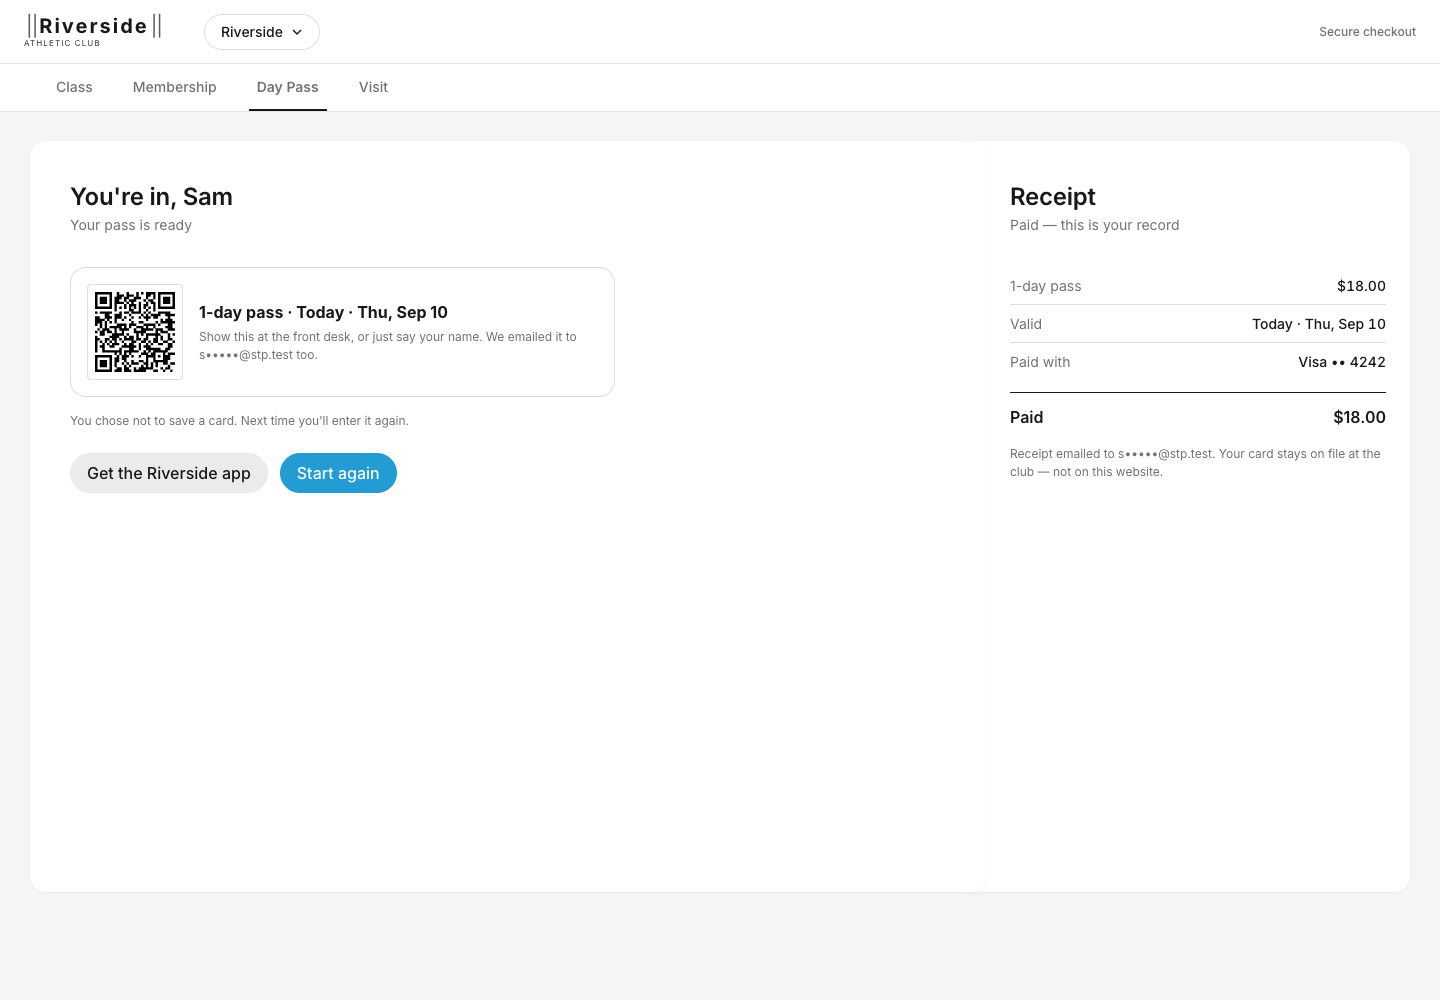 Riverside
ATHLETIC CLUB
Riverside
Secure checkout
Class
Membership
Day Pass
Visit
You're in, Sam
Your pass is ready
1-day pass · Today · Thu, Sep 10
Show this at the front desk, or just say your name. We emailed it to
s•••••@stp.test too.
You chose not to save a card. Next time you’ll enter it again.
Get the Riverside app
Start again
Receipt
Paid — this is your record
1-day pass $18.00
Valid Today · Thu, Sep 10
Paid with Visa •• 4242
Paid $18.00
Receipt emailed to s•••••@stp.test. Your card stays on file at the
club — not on this website.